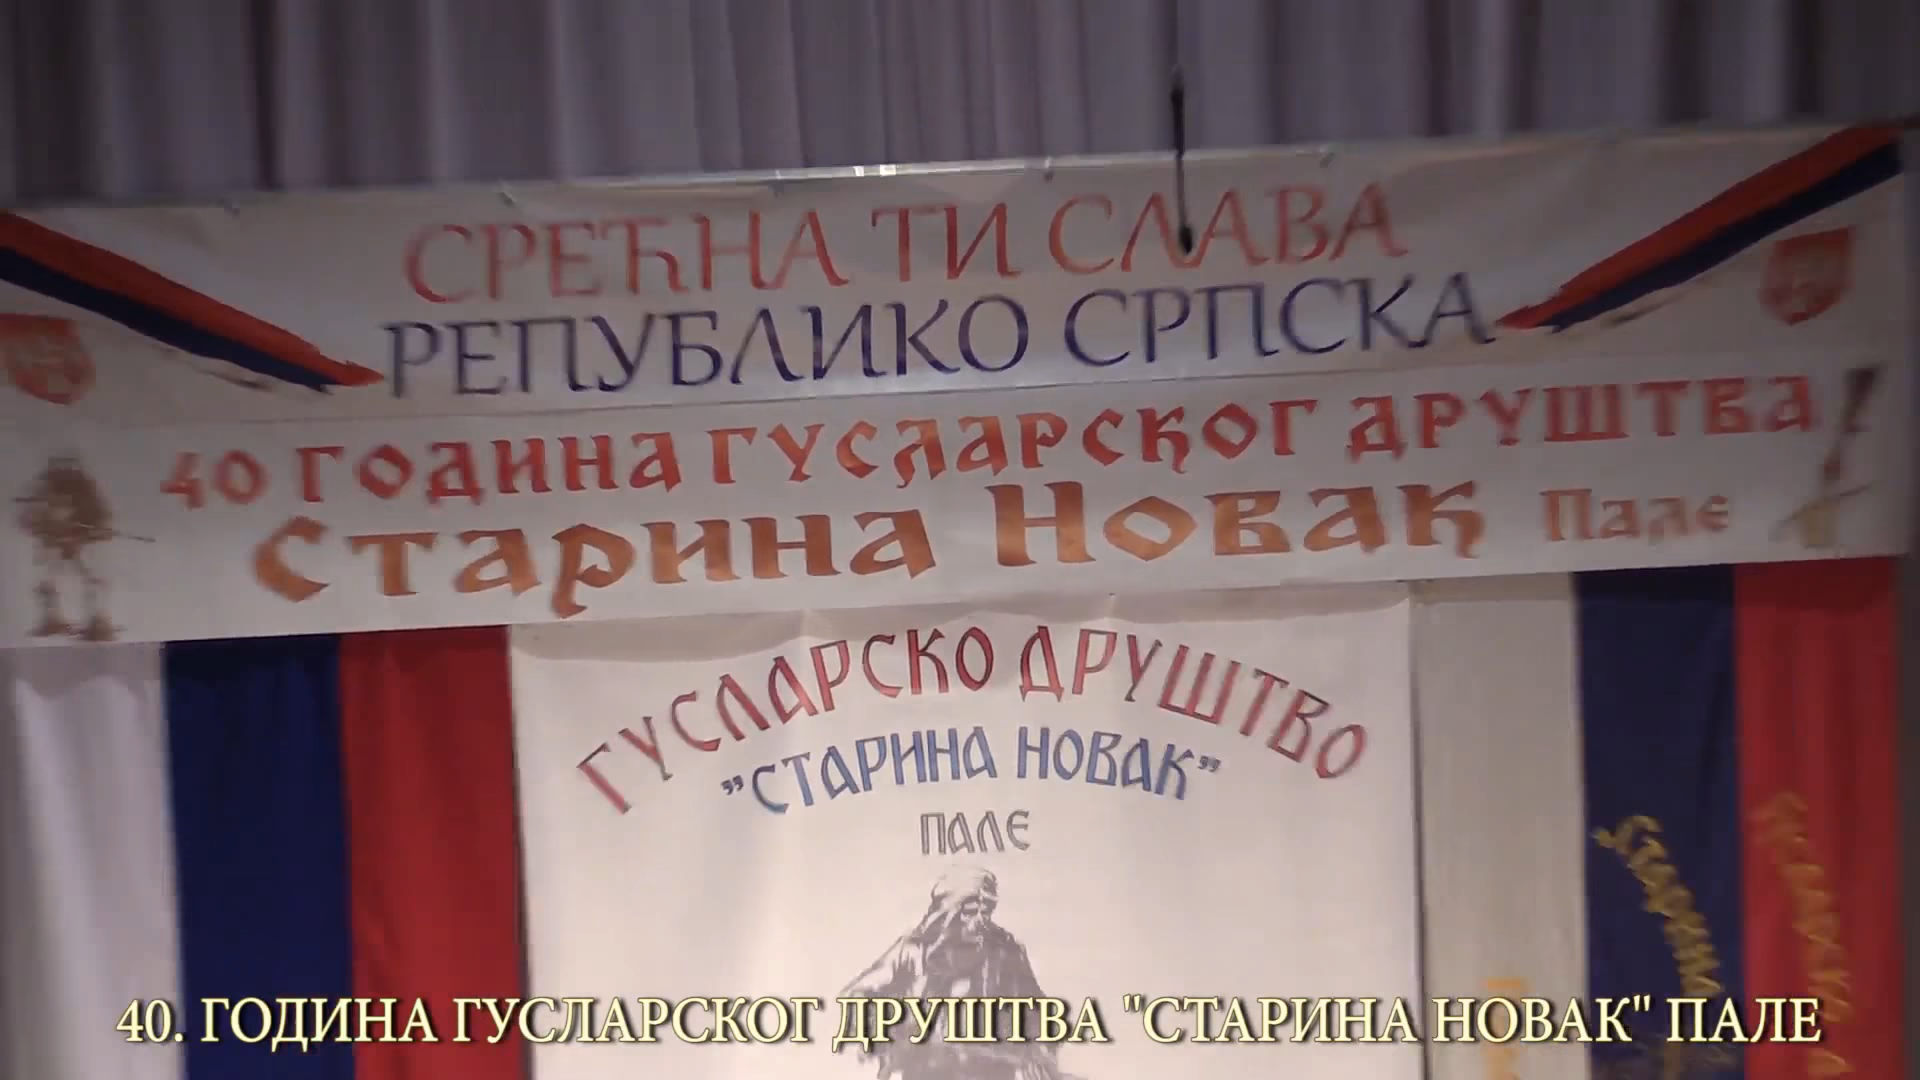 СРЕЋНА ТИ СЛАВА
РЕПУБЛИКО СРПСКА
40 ГОДИНА ГУСЛАРСКОГ ДРУШТВА
СТАРИНА НОВАК ПАЛЕ
ГУСЛАРСКО ДРУШТВО
"СТАРИНА НОВАК"
ПАЛЕ
40. ГОДИНА ГУСЛАРСКОГ ДРУШТВА "СТАРИНА НОВАК" ПАЛЕ